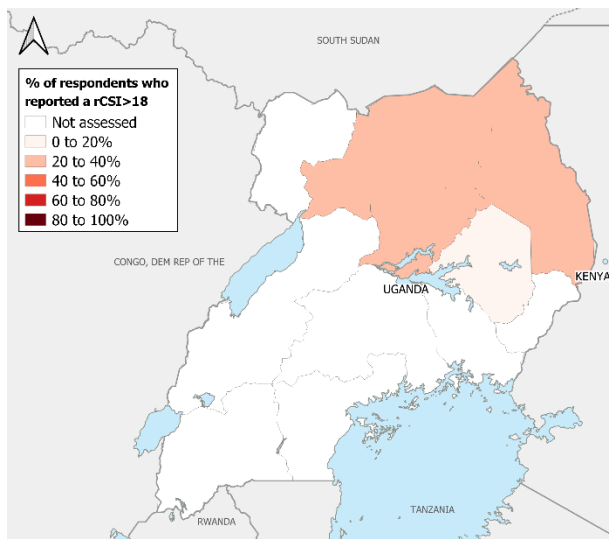 SOUTH SUDAN
% of respondents who
reported a rCSI>18
Not assessed
0 to 20%
20 to 40%
40 to 60%
60 to 80%
80 to 100%
CONGO, DEM REP OF THE
KENYA
UGANDA
TANZANIA
RWANDA